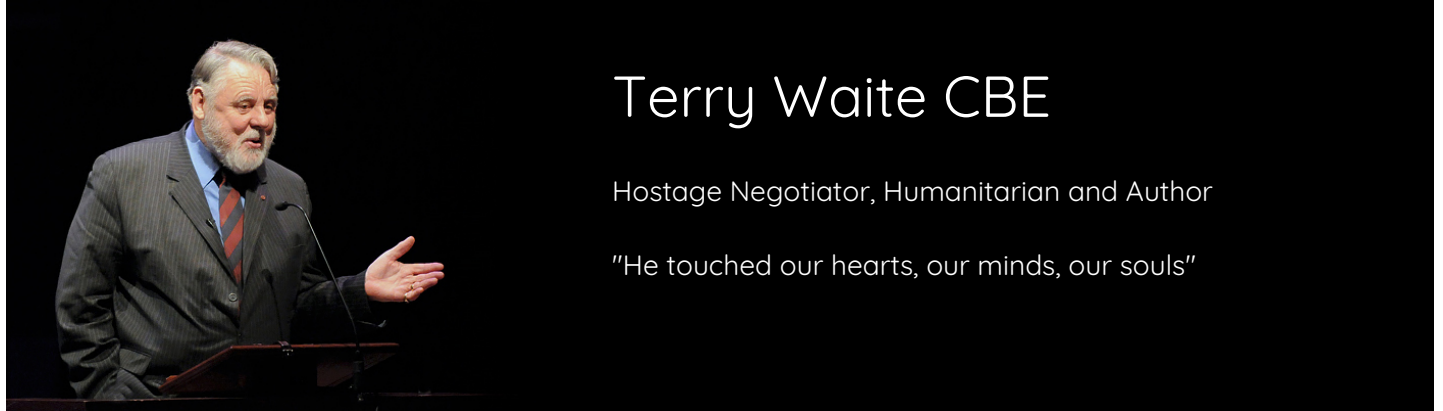 Terry Waite CBE
Hostage Negotiator, Humanitarian and Author
"He touched our hearts, our minds, our souls"